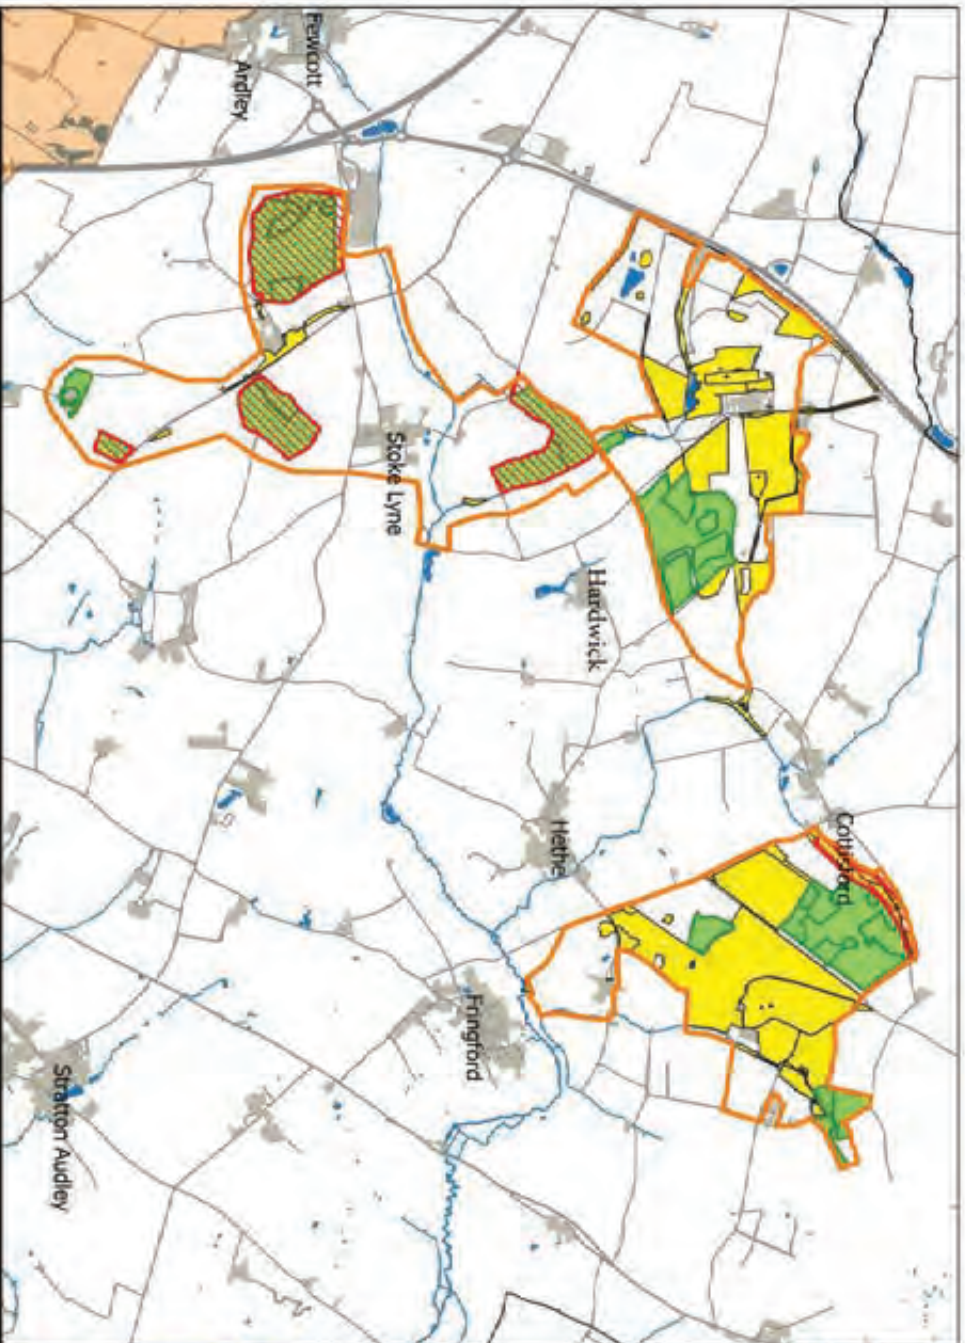 Fewcott
Ardley
Stoke Lyne
Hardwick
Cottisford
Hethe
Fringford
Stratton Audley